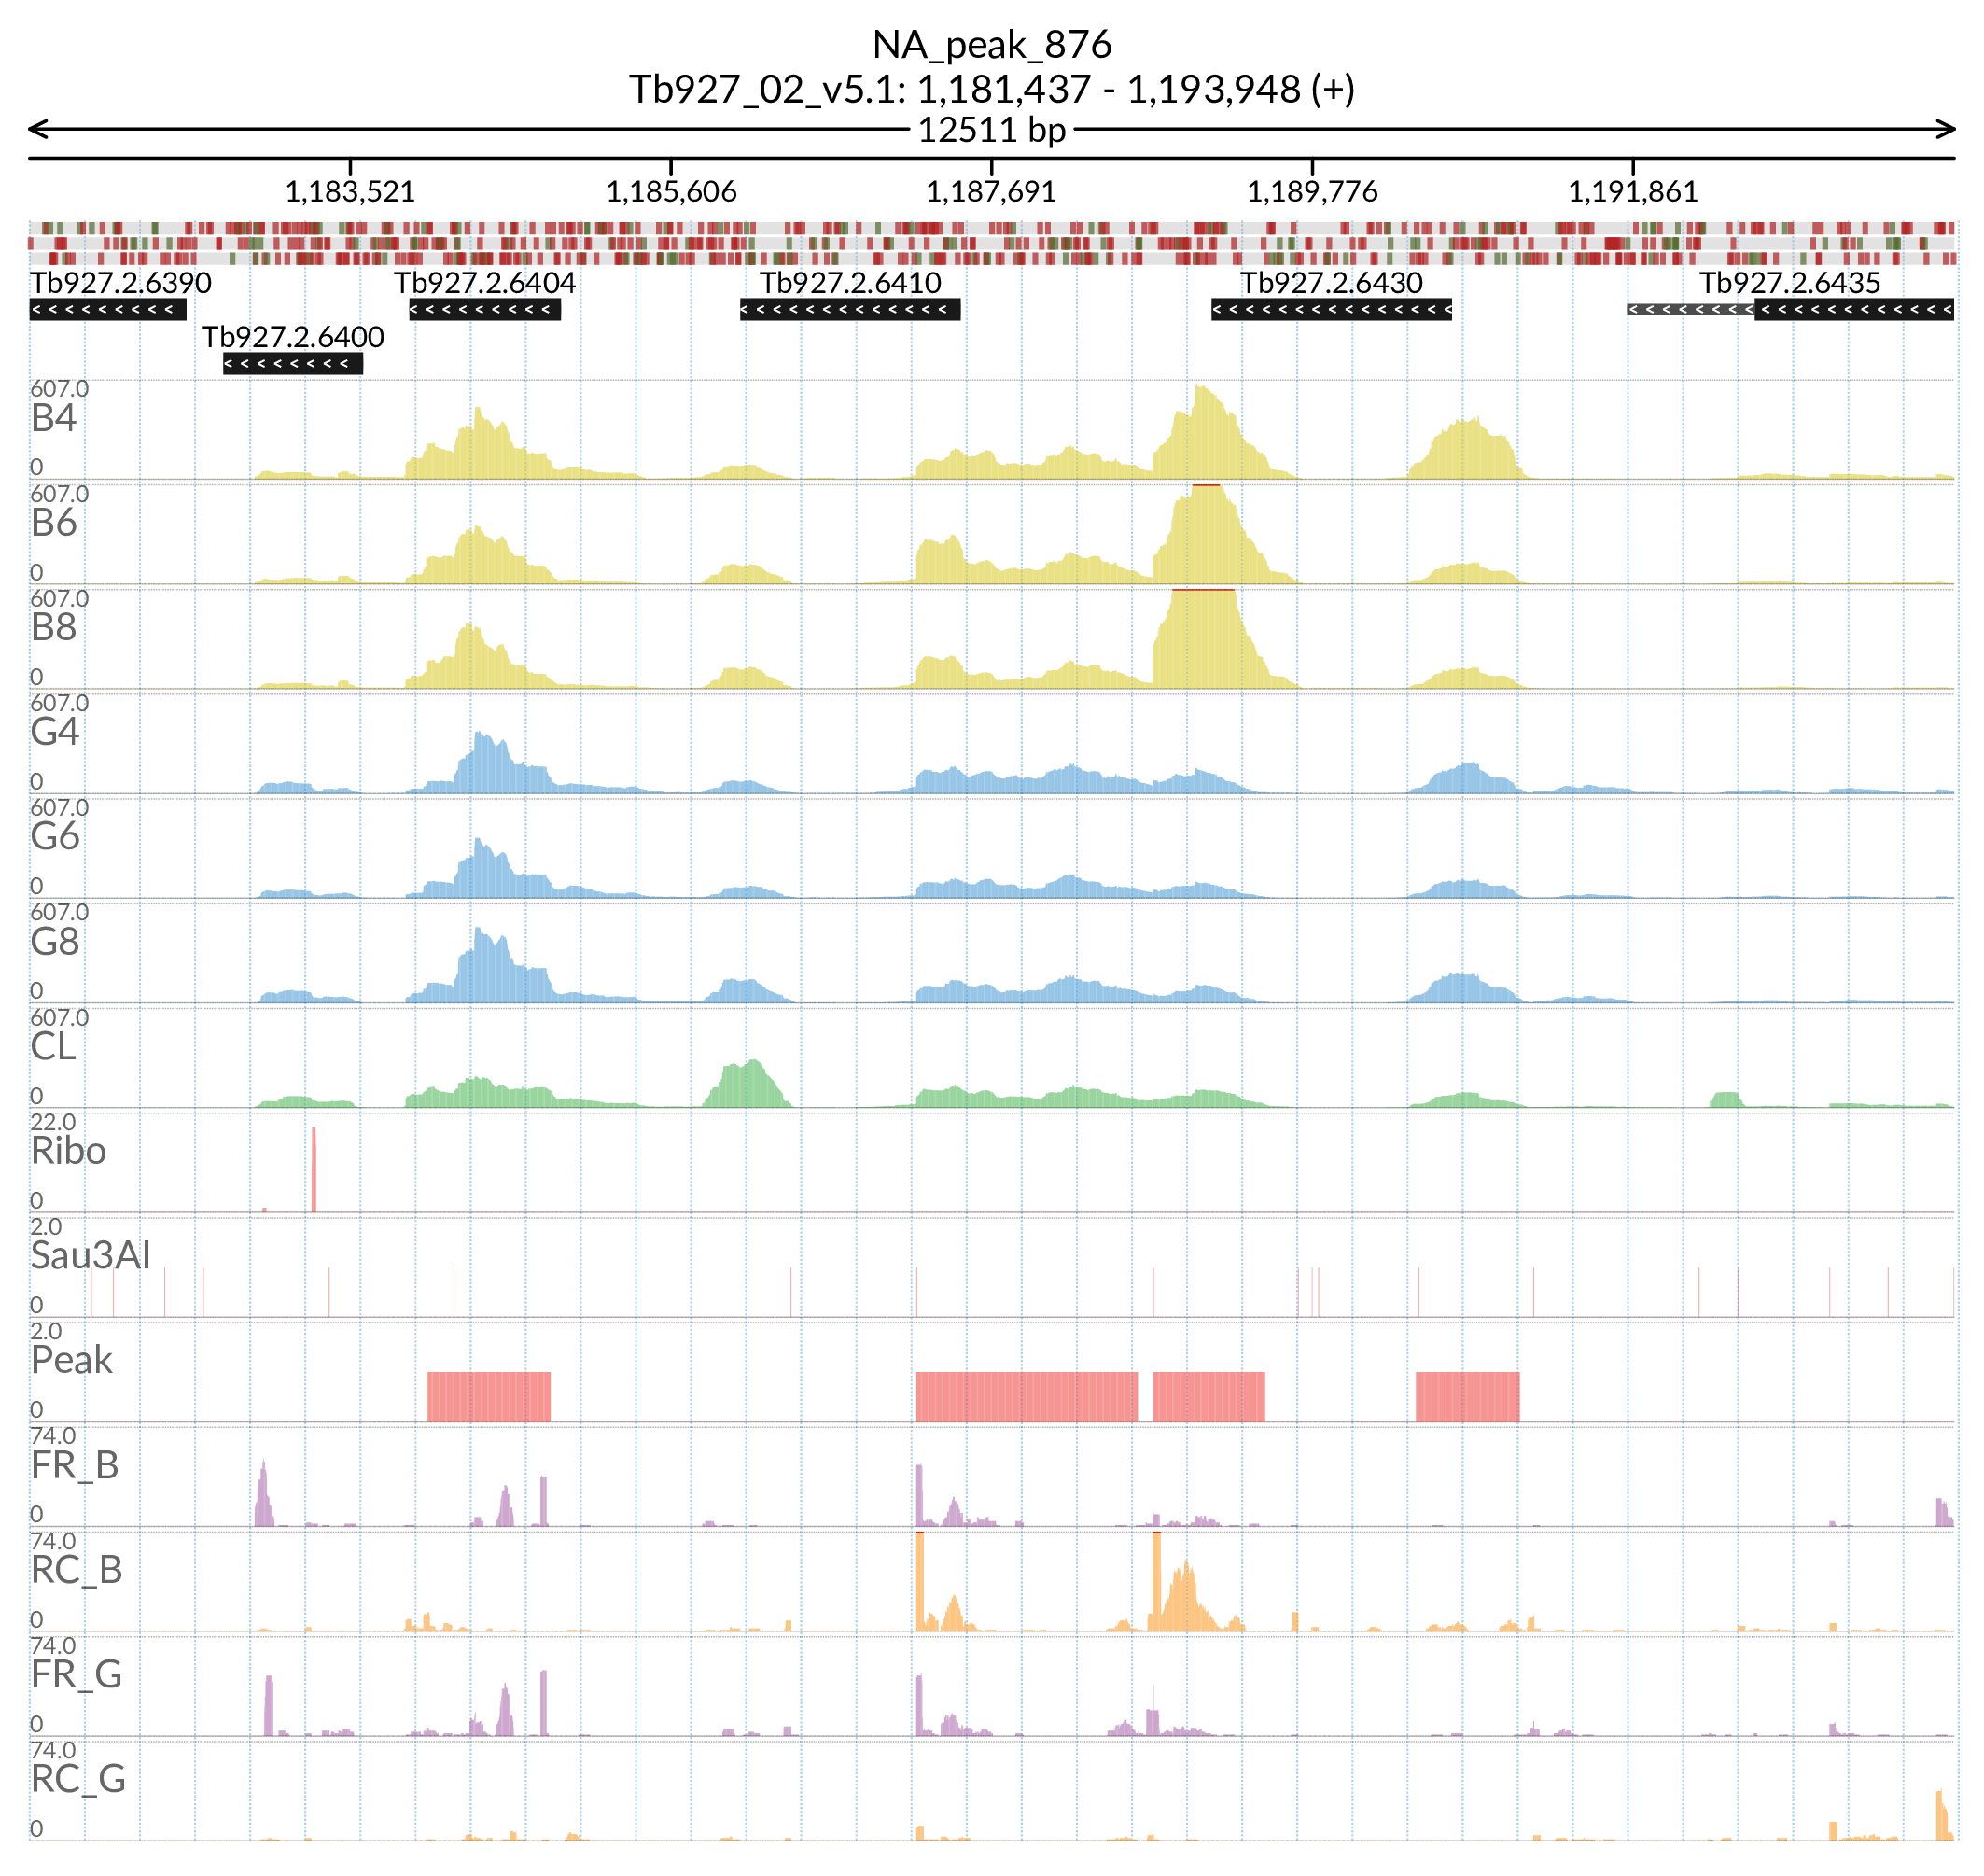 NA_peak_876
Tb927_02_v5.1: 1,181,437 - 1,193,948 (+)
12511 bp
1,183,521 1,185,606 1,187,691 1,189,776 1,191,861
Tb927.2.6390 Tb927.2.6404 Tb927.2.6410 Tb927.2.6430 Tb927.2.6435
Tb927.2.6400
607.0
B4
0
607.0
B6
0
607.0
B8
0
607.0
G4
0
607.0
G6
0
607.0
G8
0
607.0
CL
0
22.0
Ribo
0
2.0
Sau3AI
0
2.0
Peak
0
74.0
FR_B
0
74.0
RC_B
0
74.0
FR_G
0
74.0
RC_G
0